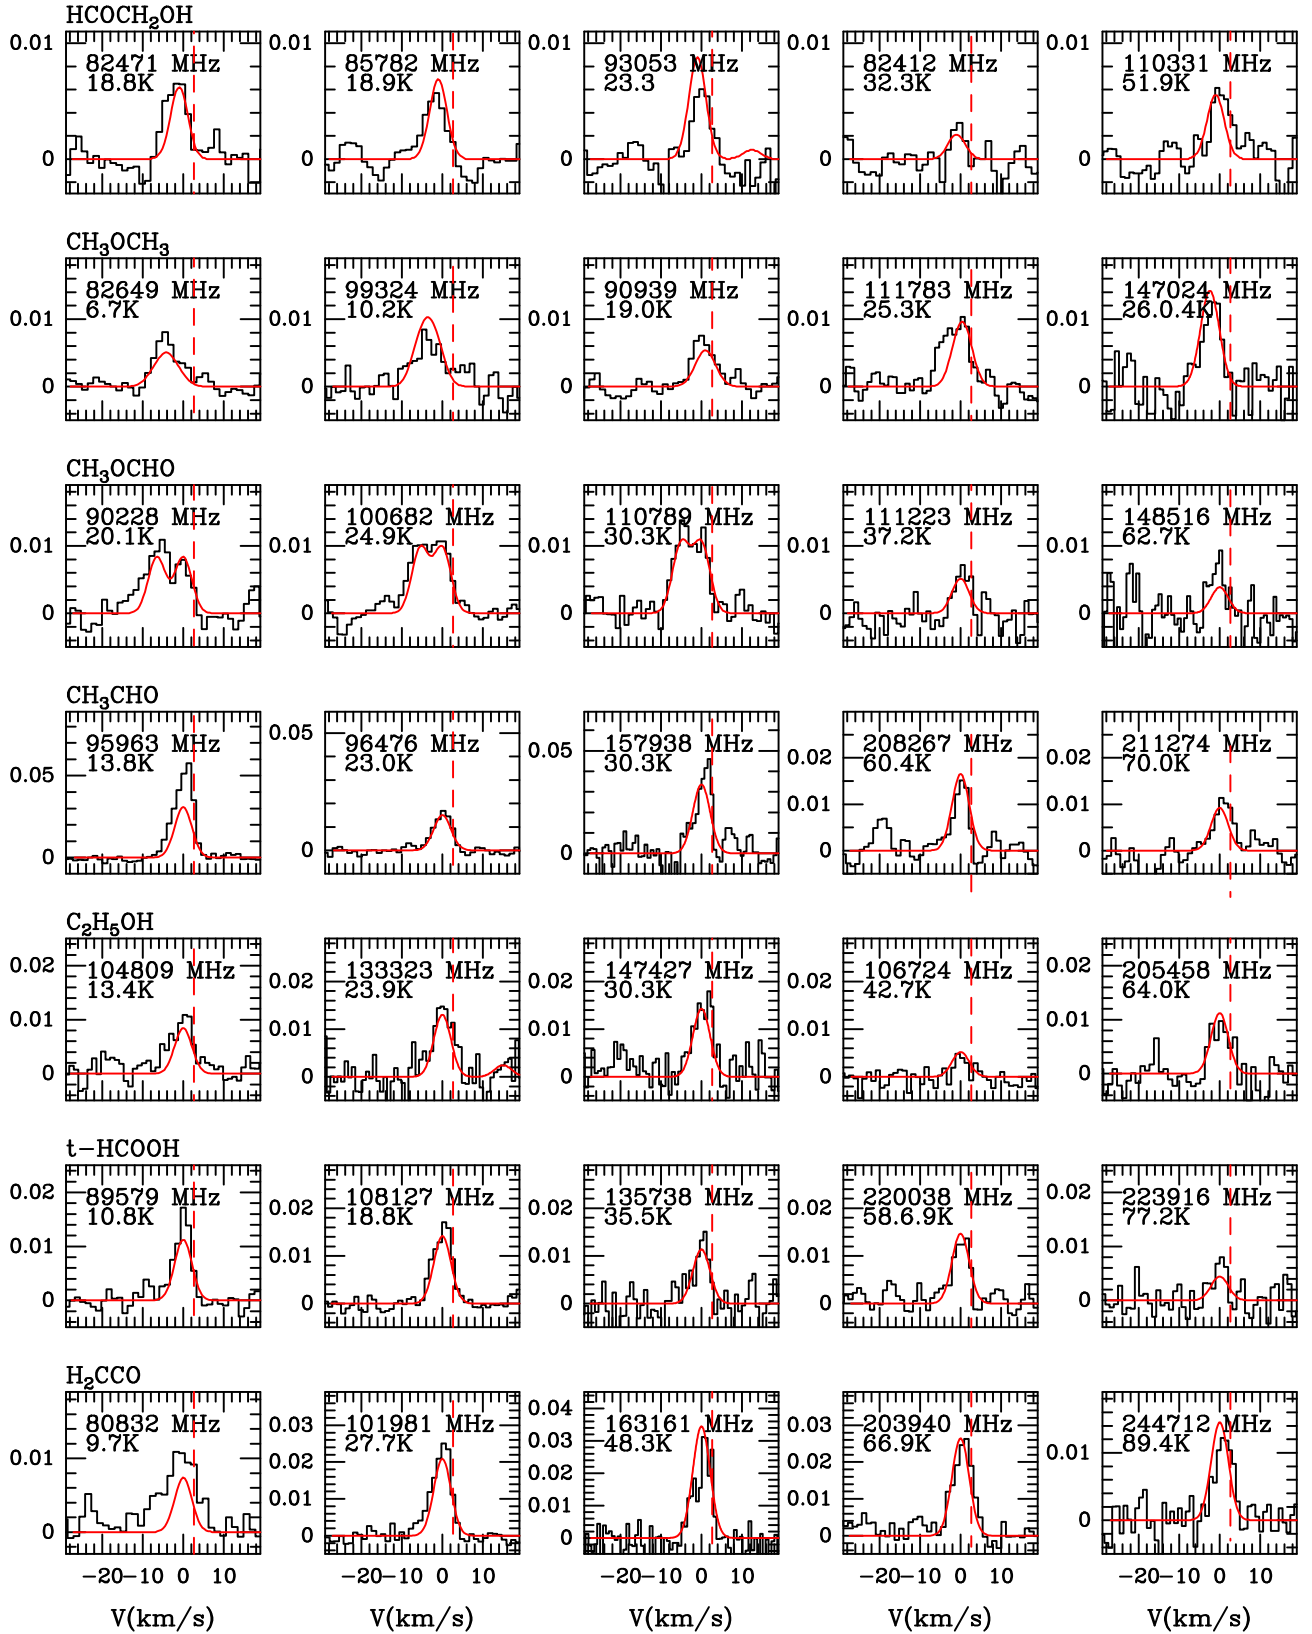 HCOCH2OH
82471 MHz 85782 MHz 93053 MHz 82412 MHz 110331 MHz
18.8K 18.9K 23.3 32.3K 51.9K
0.01 0.01 0.01
0 0 0 0 0
CH3OCH3
82649 MHz 99324 MHz 90939 MHz 111783 MHz 147024 MHz
6.7K 10.2K 19.0K 25.3K 26.0.4K
0.01 0.01 0.01 0.01 0.01
0 0 0 0 0
CH3OCHO
90228 MHz 100682 MHz 110789 MHz 111223 MHz 148516 MHz
20.1K 24.9K 30.3K 37.2K 62.7K
0.01 0.01 0.01 0.01 0.01
0 0 0 0 0
CH3CHO
0.05
95963 MHz 96476 MHz 157938 MHz 208267 MHz 211274 MHz
13.8K 23.0K 30.3K 60.4K 70.0K
0.05 0.05 0.02 0.02
0.01 0.01
0 0 0 0 0
C2H5OH
104809 MHz 133323 MHz 147427 MHz 106724 MHz 205458 MHz
13.4K 23.9K 30.3K 42.7K 64.0K
0.02 0.02 0.02 0.02 0.02
0.01 0.01 0.01 0.01 0.01
0 0 0 0 0
t-HCOOH
89579 MHz 108127 MHz 135738 MHz 220038 MHz 223916 MHz
10.8K 18.8K 35.5K 58.6.9K 77.2K
0.02 0.02 0.02 0.02 0.02
0.01 0.01 0.01 0.01 0.01
0 0 0 0 0
H2CCO
80832 MHz 101981 MHz 163161 MHz 203940 MHz 244712 MHz
9.7K 27.7K 48.3K 66.9K 89.4K
0.04
0.03 0.03 0.03
0.02 0.02 0.02
0.01 0.01 0.01 0.01 0.01
0 0 0 0 0
-20 -10 0 10 -20 -10 0 10 -20 -10 0 10 -20 -10 0 10 -20 -10 0 10
V(km/s) V(km/s) V(km/s) V(km/s) V(km/s)